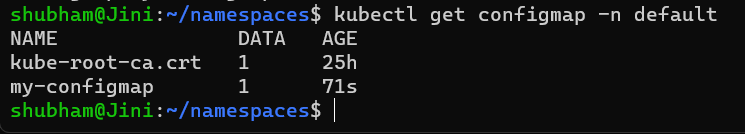 shubham@Jini:~/namespaces$ kubectl get configmap -n default
NAME               DATA   AGE
kube-root-ca.crt   1      25h
my-configmap       1      71s
shubham@Jini:~/namespaces$